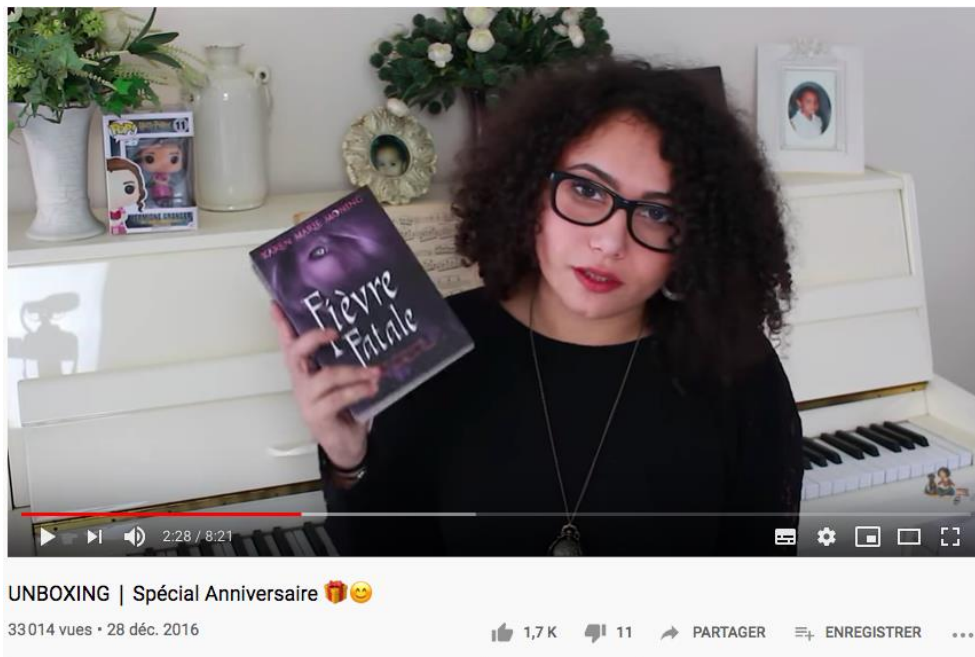 POP!
11
HERMIONE GRANGER
KAREN MARIE MONING
Fièvre
Fatale
2:28 / 8:21
UNBOXING | Spécial Anniversaire 🎁😊
33 014 vues • 28 déc. 2016
1,7 K
11
PARTAGER
ENREGISTRER